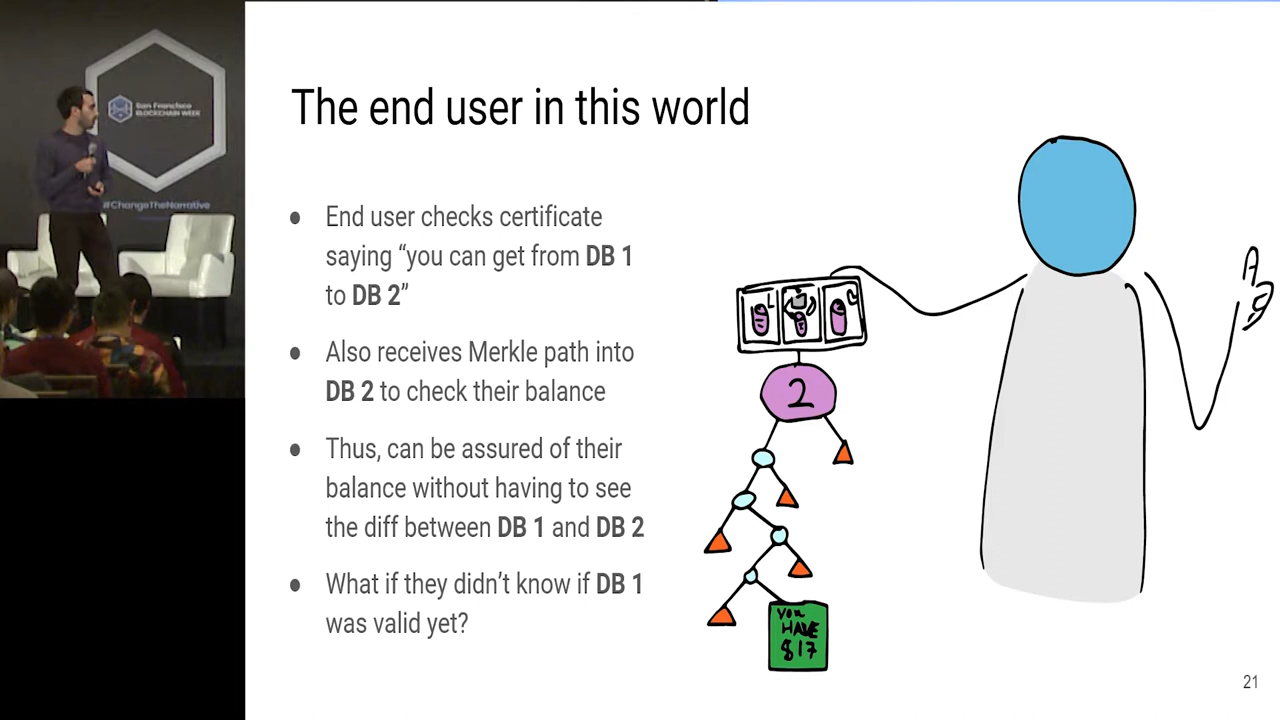 San Francisco
BLOCKCHAIN WEEK
#ChangeTheNarrative
The end user in this world
● End user checks certificate
saying “you can get from DB 1
to DB 2”
● Also receives Merkle path into
DB 2 to check their balance
● Thus, can be assured of their
balance without having to see
the diff between DB 1 and DB 2
● What if they didn’t know if DB 1
was valid yet?
2
YOU
HAVE
$17
21